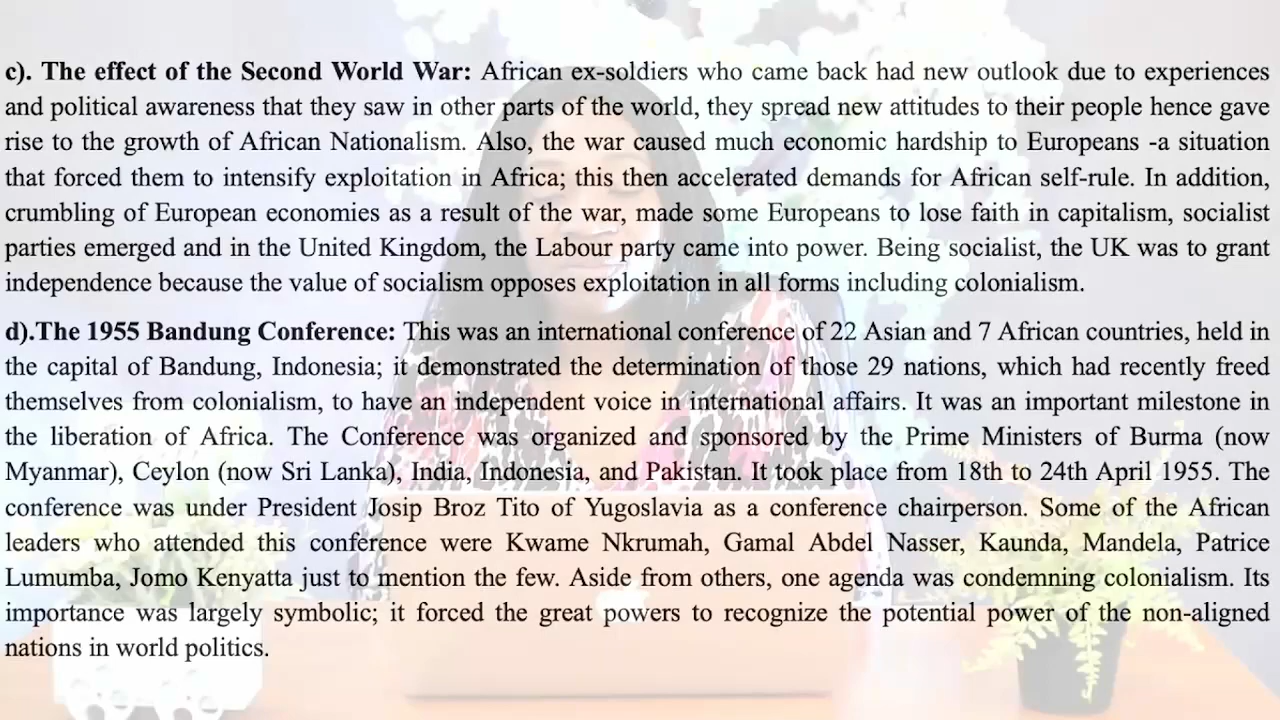 c). The effect of the Second World War: African ex-soldiers who came back had new outlook due to experiences
and political awareness that they saw in other parts of the world, they spread new attitudes to their people hence gave
rise to the growth of African Nationalism. Also, the war caused much economic hardship to Europeans -a situation
that forced them to intensify exploitation in Africa; this then accelerated demands for African self-rule. In addition,
crumbling of European economies as a result of the war, made some Europeans to lose faith in capitalism, socialist
parties emerged and in the United Kingdom, the Labour party came into power. Being socialist, the UK was to grant
independence because the value of socialism opposes exploitation in all forms including colonialism.
d).The 1955 Bandung Conference: This was an international conference of 22 Asian and 7 African countries, held in
the capital of Bandung, Indonesia; it demonstrated the determination of those 29 nations, which had recently freed
themselves from colonialism, to have an independent voice in international affairs. It was an important milestone in
the liberation of Africa. The Conference was organized and sponsored by the Prime Ministers of Burma (now
Myanmar), Ceylon (now Sri Lanka), India, Indonesia, and Pakistan. It took place from 18th to 24th April 1955. The
conference was under President Josip Broz Tito of Yugoslavia as a conference chairperson. Some of the African
leaders who attended this conference were Kwame Nkrumah, Gamal Abdel Nasser, Kaunda, Mandela, Patrice
Lumumba, Jomo Kenyatta just to mention the few. Aside from others, one agenda was condemning colonialism. Its
importance was largely symbolic; it forced the great powers to recognize the potential power of the non-aligned
nations in world politics.